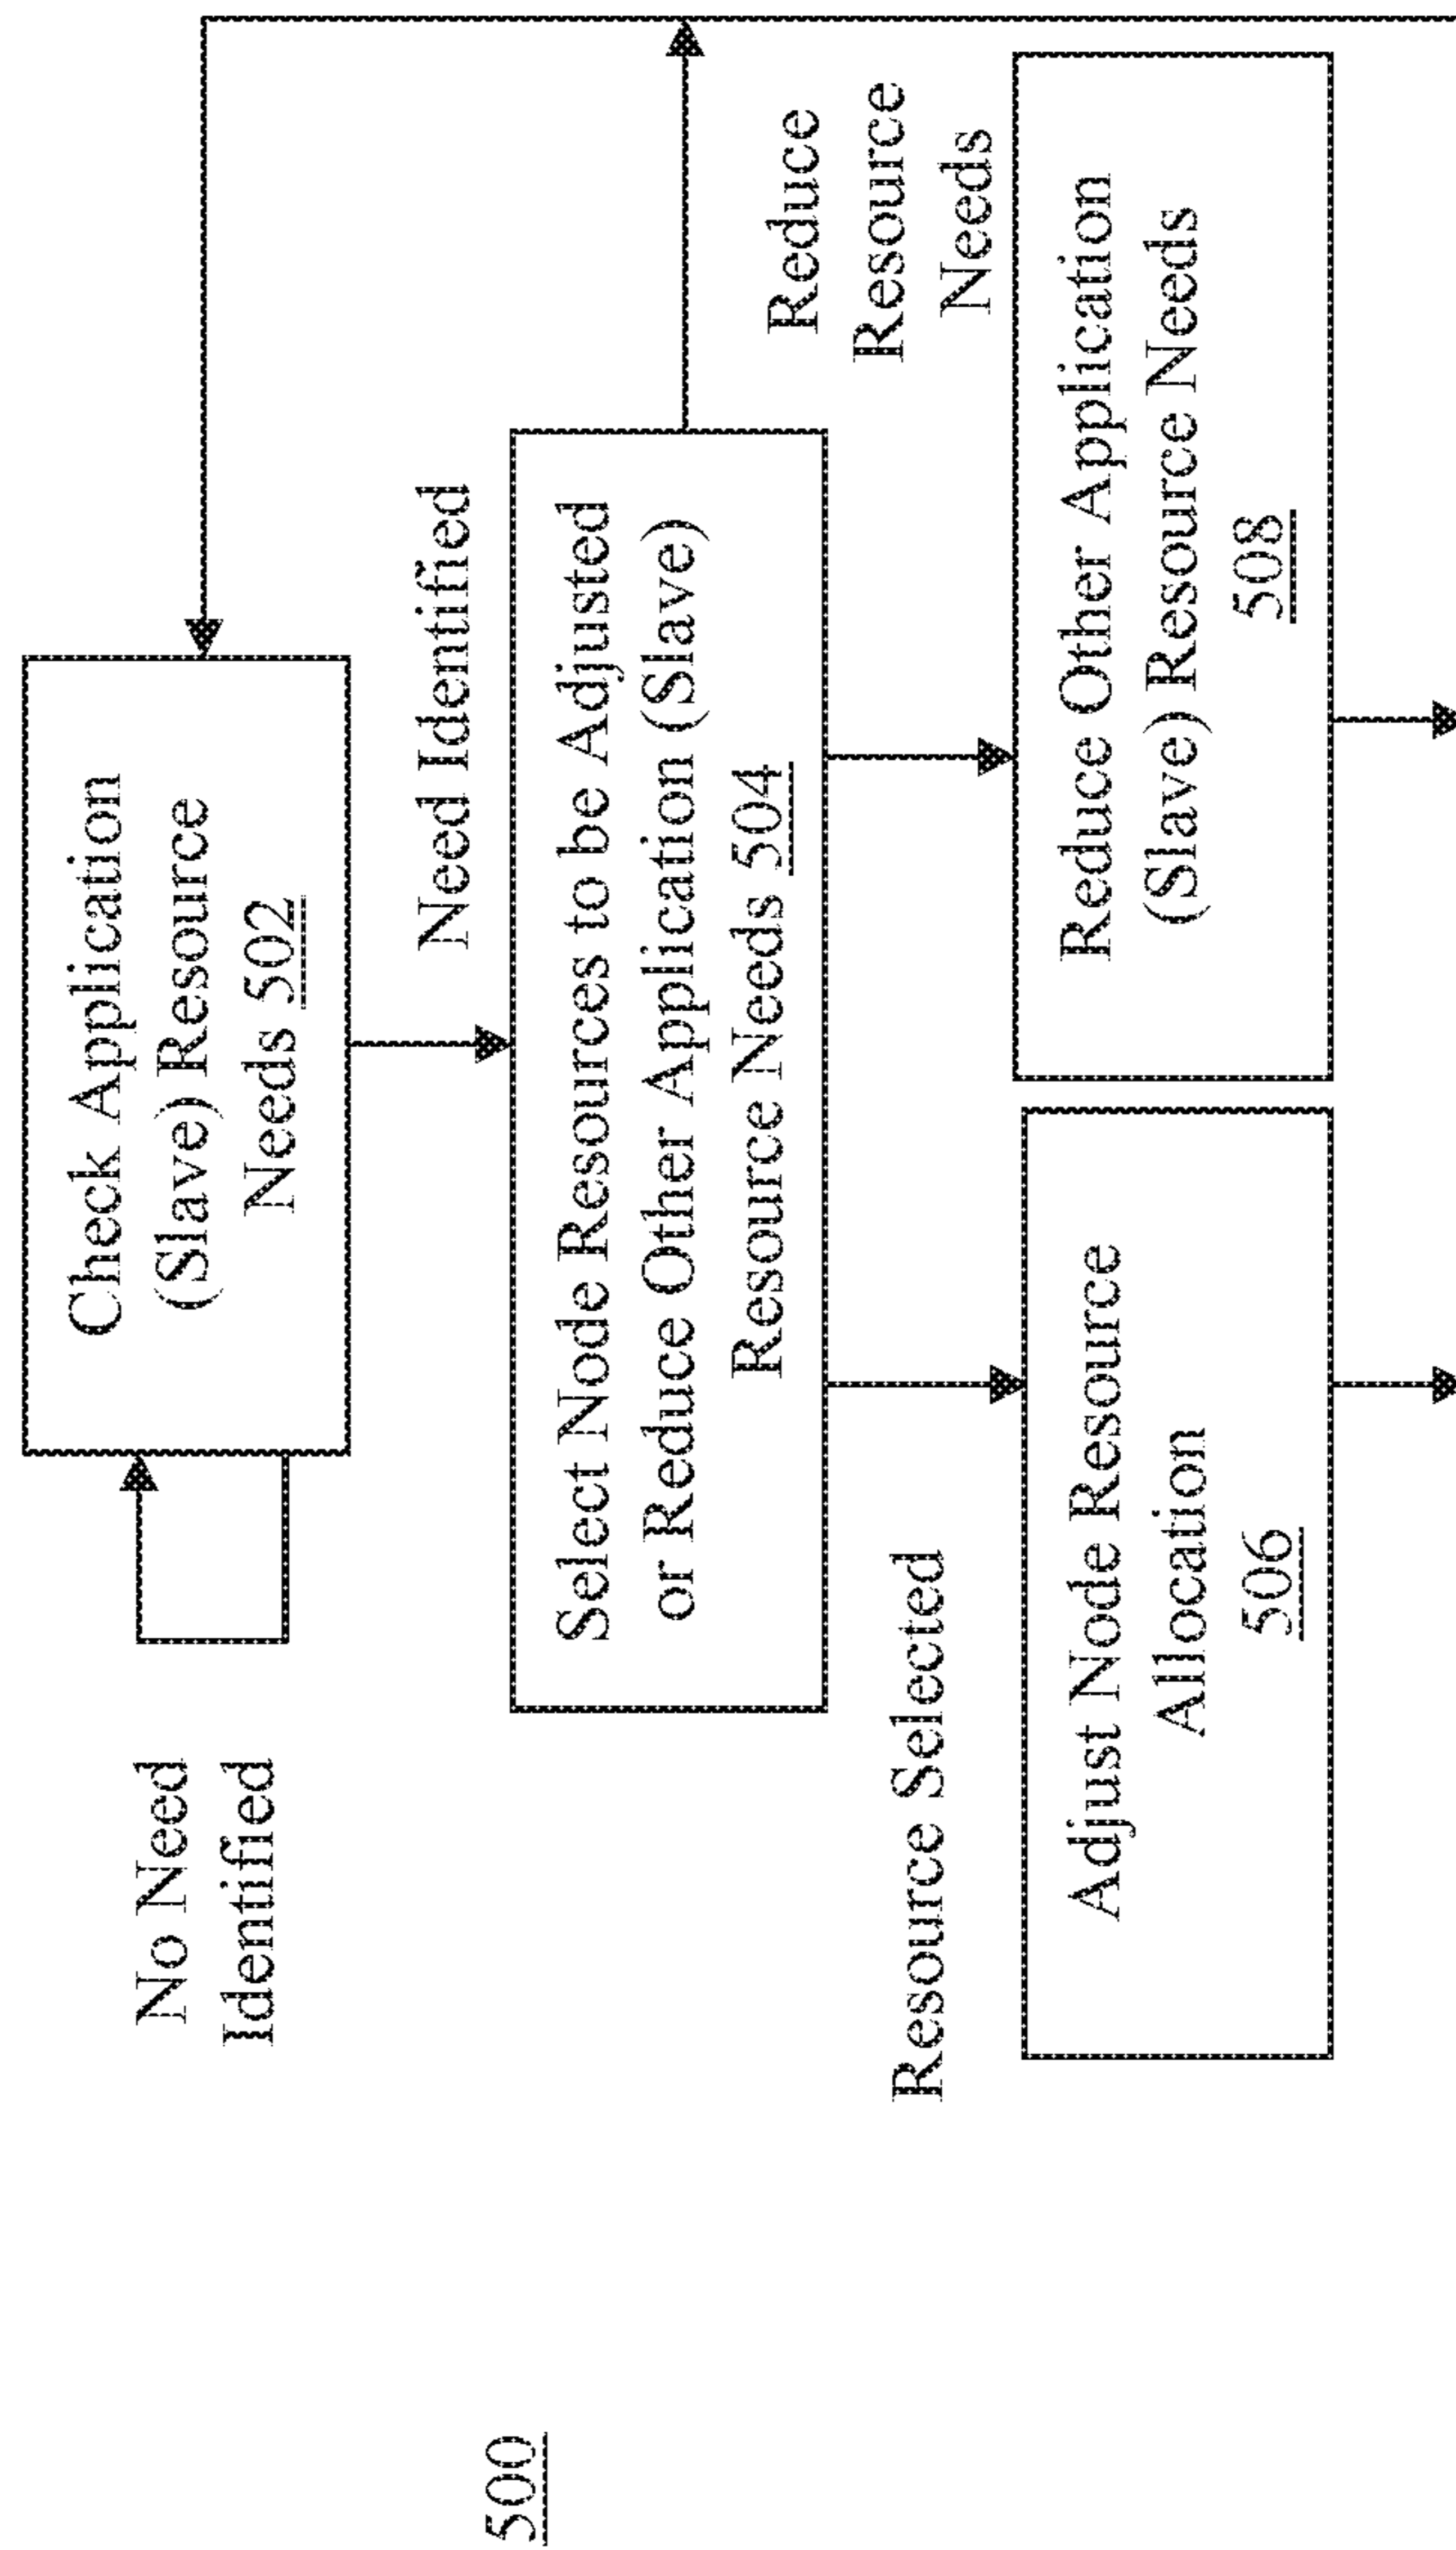 500
No Need
Identified
Check Application
(Slave) Resource
Needs 502
Need Identified
Select Node Resources to be Adjusted
or Reduce Other Application (Slave)
Resource Needs 504
Resource Selected
Reduce
Resource
Needs
Adjust Node Resource
Allocation
506
Reduce Other Application
(Slave) Resource Needs
508